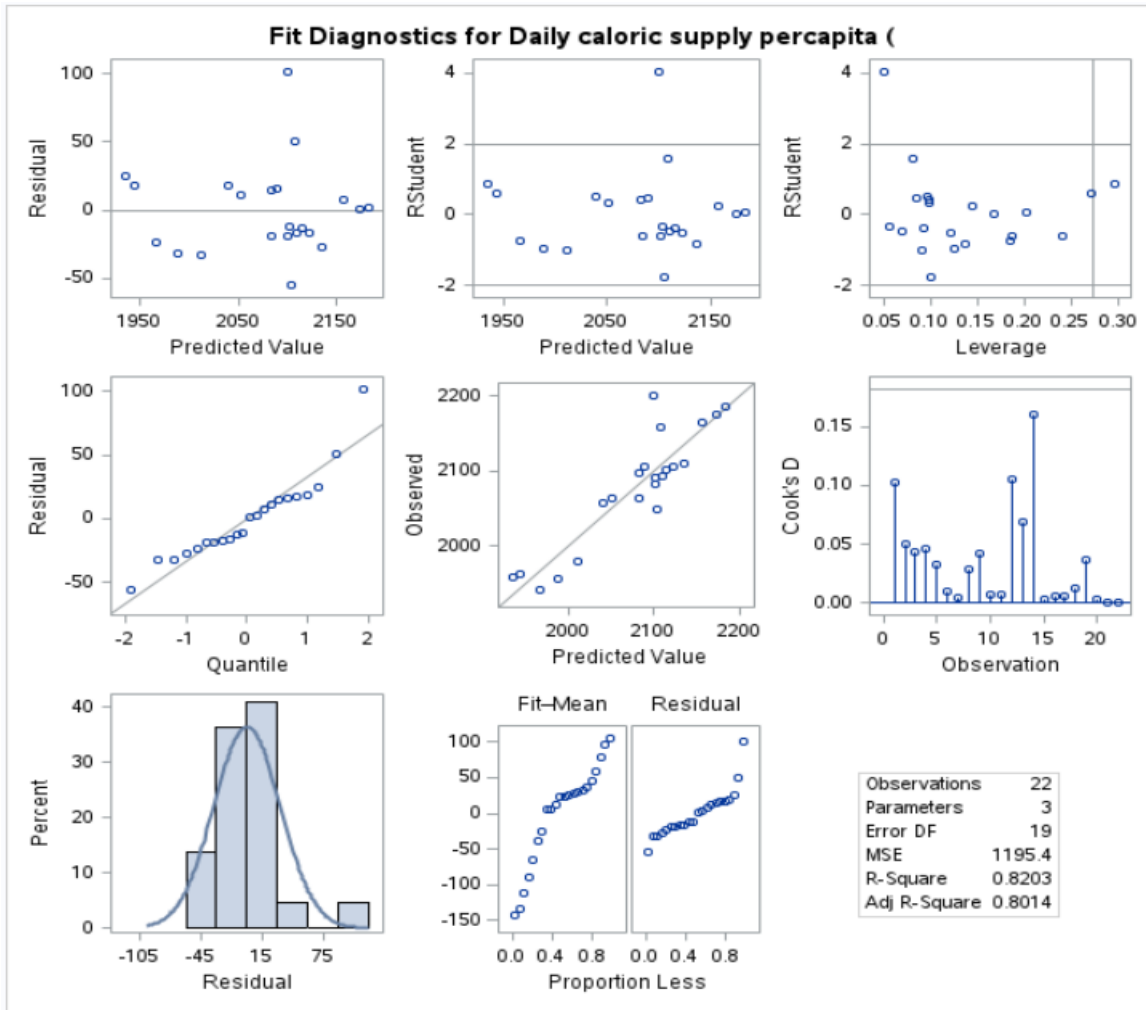 Fit Diagnostics for Daily caloric supply percapita (
100
50
0
-50
Residual
1950 2050 2150
Predicted Value
4
2
0
-2
RStudent
1950 2050 2150
Predicted Value
4
2
0
-2
RStudent
0.05 0.10 0.15 0.20 0.25 0.30
Leverage
100
50
0
-50
Residual
-2 -1 0 1 2
Quantile
2200
2100
2000
Observed
2000 2100 2200
Predicted Value
0.15
0.10
0.05
0.00
Cook's D
0 5 10 15 20
Observation
40
30
20
10
0
Percent
-105 -45 15 75
Residual
Fit–Mean Residual
100
50
0
-50
-100
-150
0.0 0.4 0.8 0.0 0.4 0.8
Proportion Less
Observations 22
Parameters 3
Error DF 19
MSE 1195.4
R-Square 0.8203
Adj R-Square 0.8014